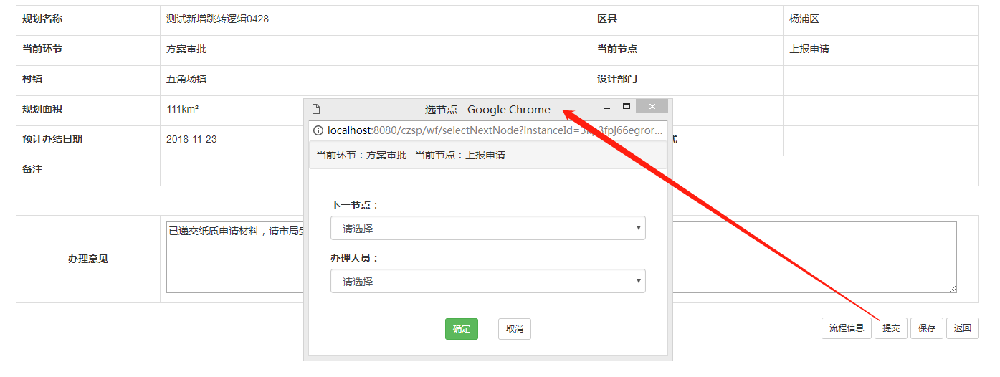 规划名称 测试新增跳转逻辑0428 区县 杨浦区
当前环节 方案审批 当前节点 上报申请
村镇 五角场镇 设计部门
规划面积 111km²
选节点 - Google Chrome
localhost:8080/czsp/wf/selectNextNode?instanceId=
预计办结日期 2018-11-23 式
当前环节：方案审批 当前节点：上报申请
备注
下一节点：
请选择
已递交纸质申请材料，请市局受
办理意见
办理人员：
请选择
确定 取消
流程信息 提交 保存 返回